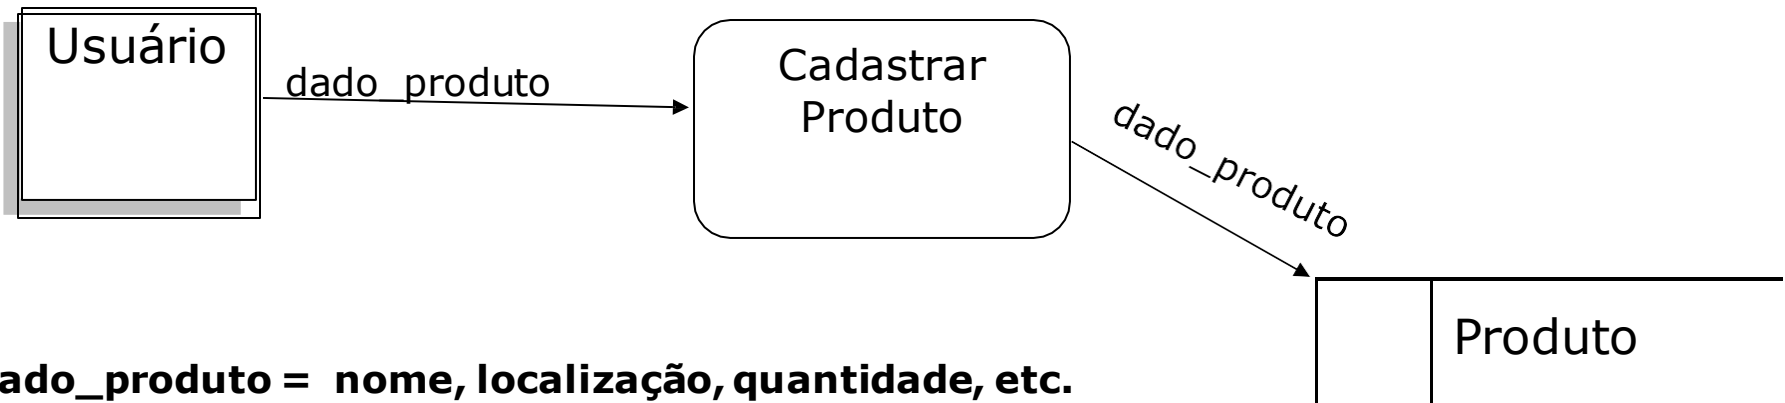 Usuário
dado_produto
Cadastrar
Produto
dado_produto
Produto
ado_produto = nome, localização, quantidade, etc.